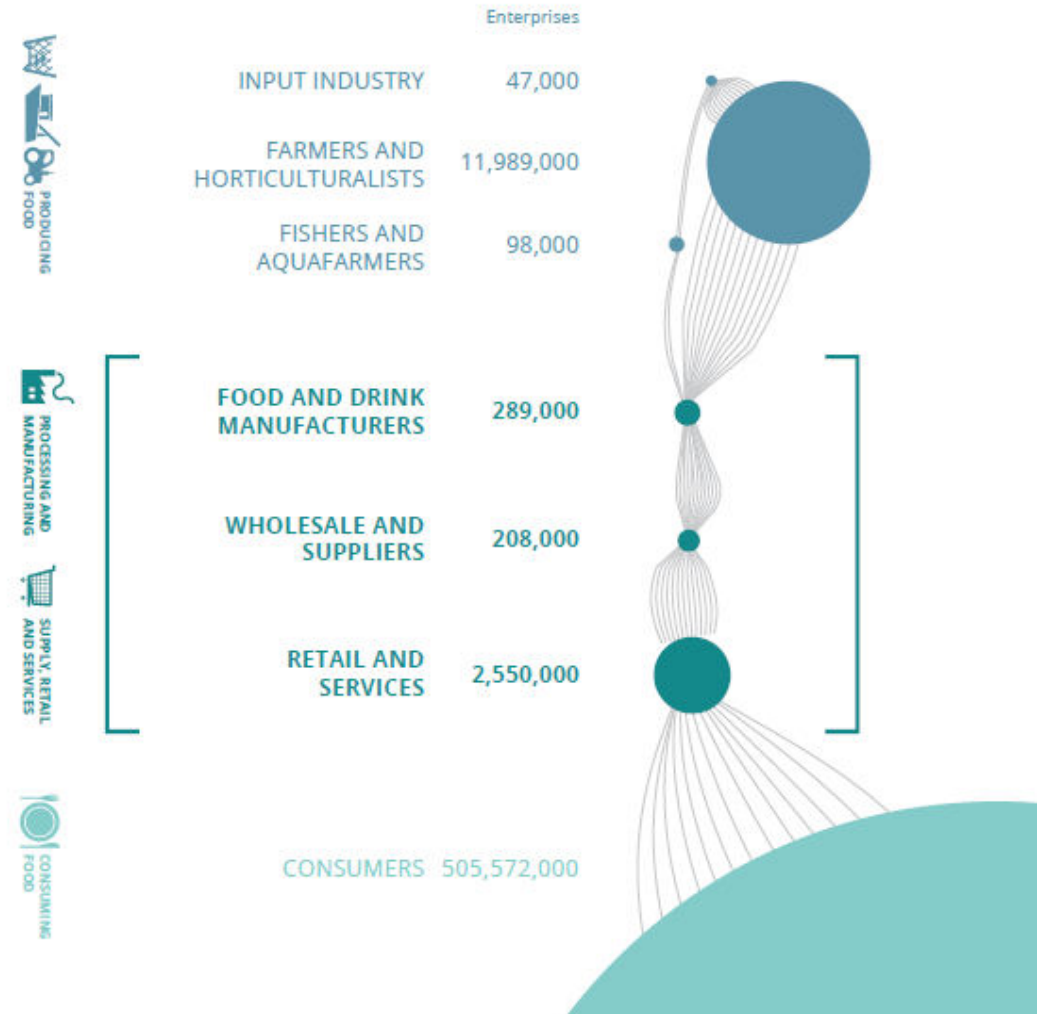 Enterprises
INPUT INDUSTRY 47,000
FARMERS AND
HORTICULTURALISTS 11,989,000
FISHERS AND
AQUAFARMERS 98,000
PRODUCING
FOOD
FOOD AND DRINK
MANUFACTURERS 289,000
PROCESSING AND
MANUFACTURING
WHOLESALE AND
SUPPLIERS 208,000
RETAIL AND
SERVICES 2,550,000
SUPPLY, RETAIL
AND SERVICES
CONSUMERS 505,572,000
CONSUMING
FOOD